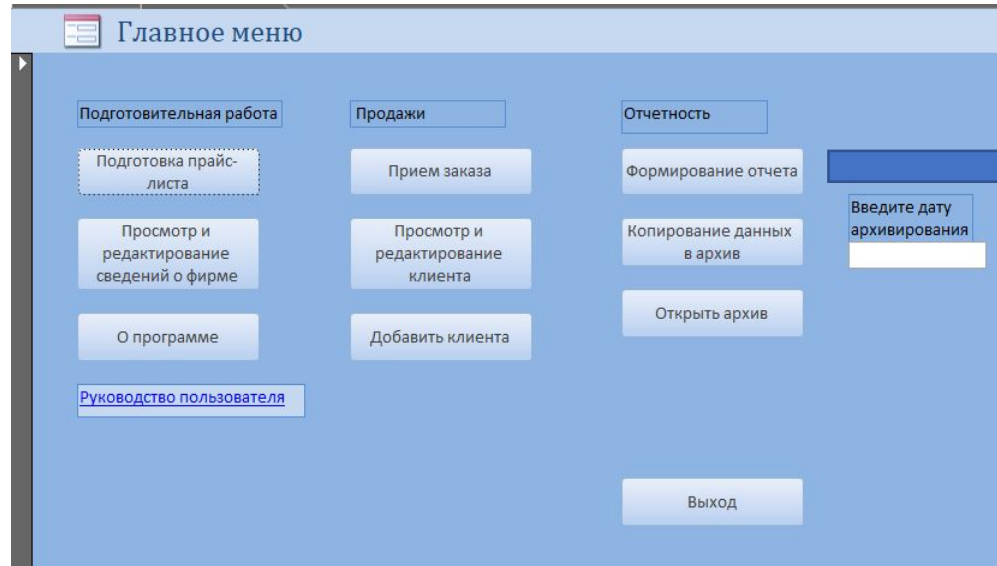 Главное меню
Подготовительная работа
Подготовка прайс-
листа
Просмотр и
редактирование
сведений о фирме
О программе
Руководство пользователя
Продажи
Прием заказа
Просмотр и
редактирование
клиента
Добавить клиента
Отчетность
Формирование отчета
Копирование данных
в архив
Открыть архив
Выход
Введите дату
архивирования